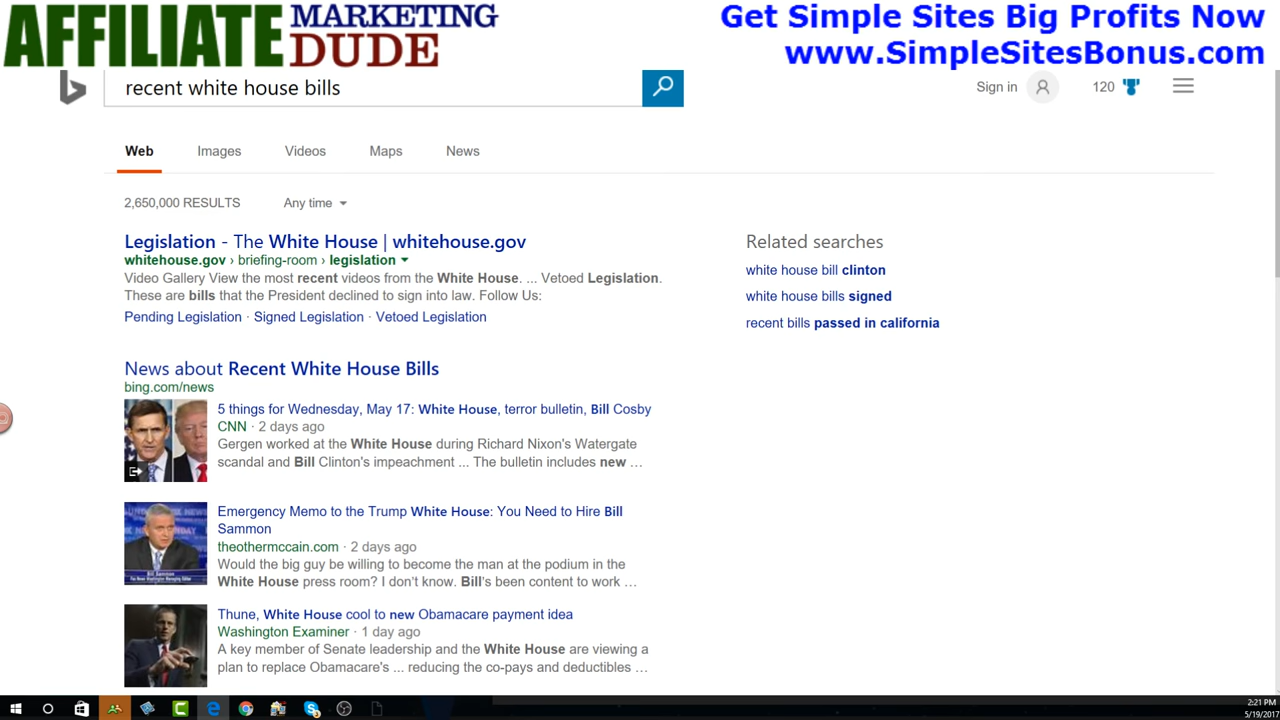 AFFILIATE MARKETING DUDE
Get Simple Sites Big Profits Now
www.SimpleSitesBonus.com
recent white house bills
Sign in
120
Web
Images
Videos
Maps
News
2,650,000 RESULTS
Any time
Legislation - The White House | whitehouse.gov
whitehouse.gov › briefing-room › legislation
Video Gallery View the most recent videos from the White House. ... Vetoed Legislation.
These are bills that the President declined to sign into law. Follow Us:
Pending Legislation · Signed Legislation · Vetoed Legislation
Related searches
white house bill clinton
white house bills signed
recent bills passed in california
News about Recent White House Bills
bing.com/news
5 things for Wednesday, May 17: White House, terror bulletin, Bill Cosby
CNN · 2 days ago
Gergen worked at the White House during Richard Nixon's Watergate
scandal and Bill Clinton's impeachment ... The bulletin includes new …
Emergency Memo to the Trump White House: You Need to Hire Bill
Sammon
theothermccain.com · 2 days ago
Would the big guy be willing to become the man at the podium in the
White House press room? I don't know. Bill's been content to work …
Bill Sammon
Thune, White House cool to new Obamacare payment idea
Washington Examiner · 1 day ago
A key member of Senate leadership and the White House are viewing a
plan to replace Obamacare's ... reducing the co-pays and deductibles …
2:21 PM
5/19/2017